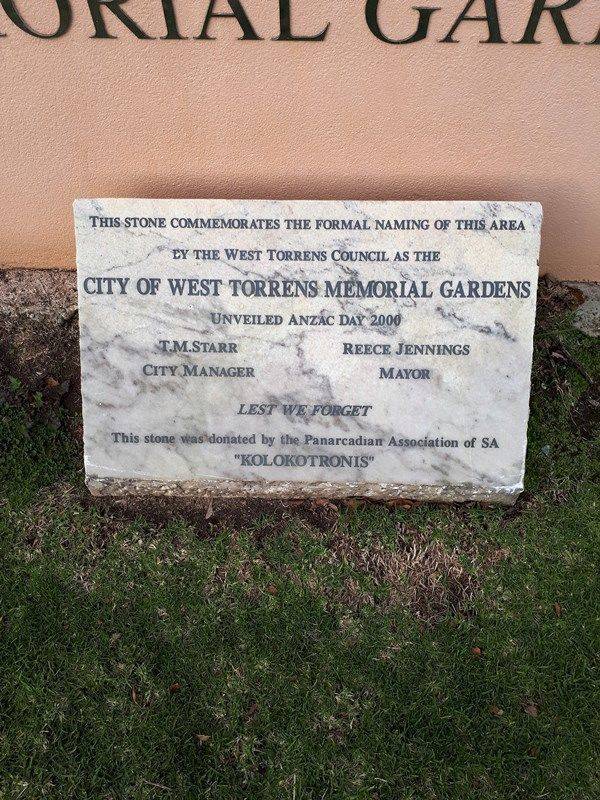 ORIAL GAR
THIS STONE COMMEMORATES THE FORMAL NAMING OF THIS AREA
BY THE WEST TORRENS COUNCIL AS THE
CITY OF WEST TORRENS MEMORIAL GARDENS
UNVEILED ANZAC DAY 2000
T.M.STARR REECE JENNINGS
CITY MANAGER MAYOR
LEST WE FORGET
This stone was donated by the Panarcadian Association of SA
"KOLOKOTRONIS"